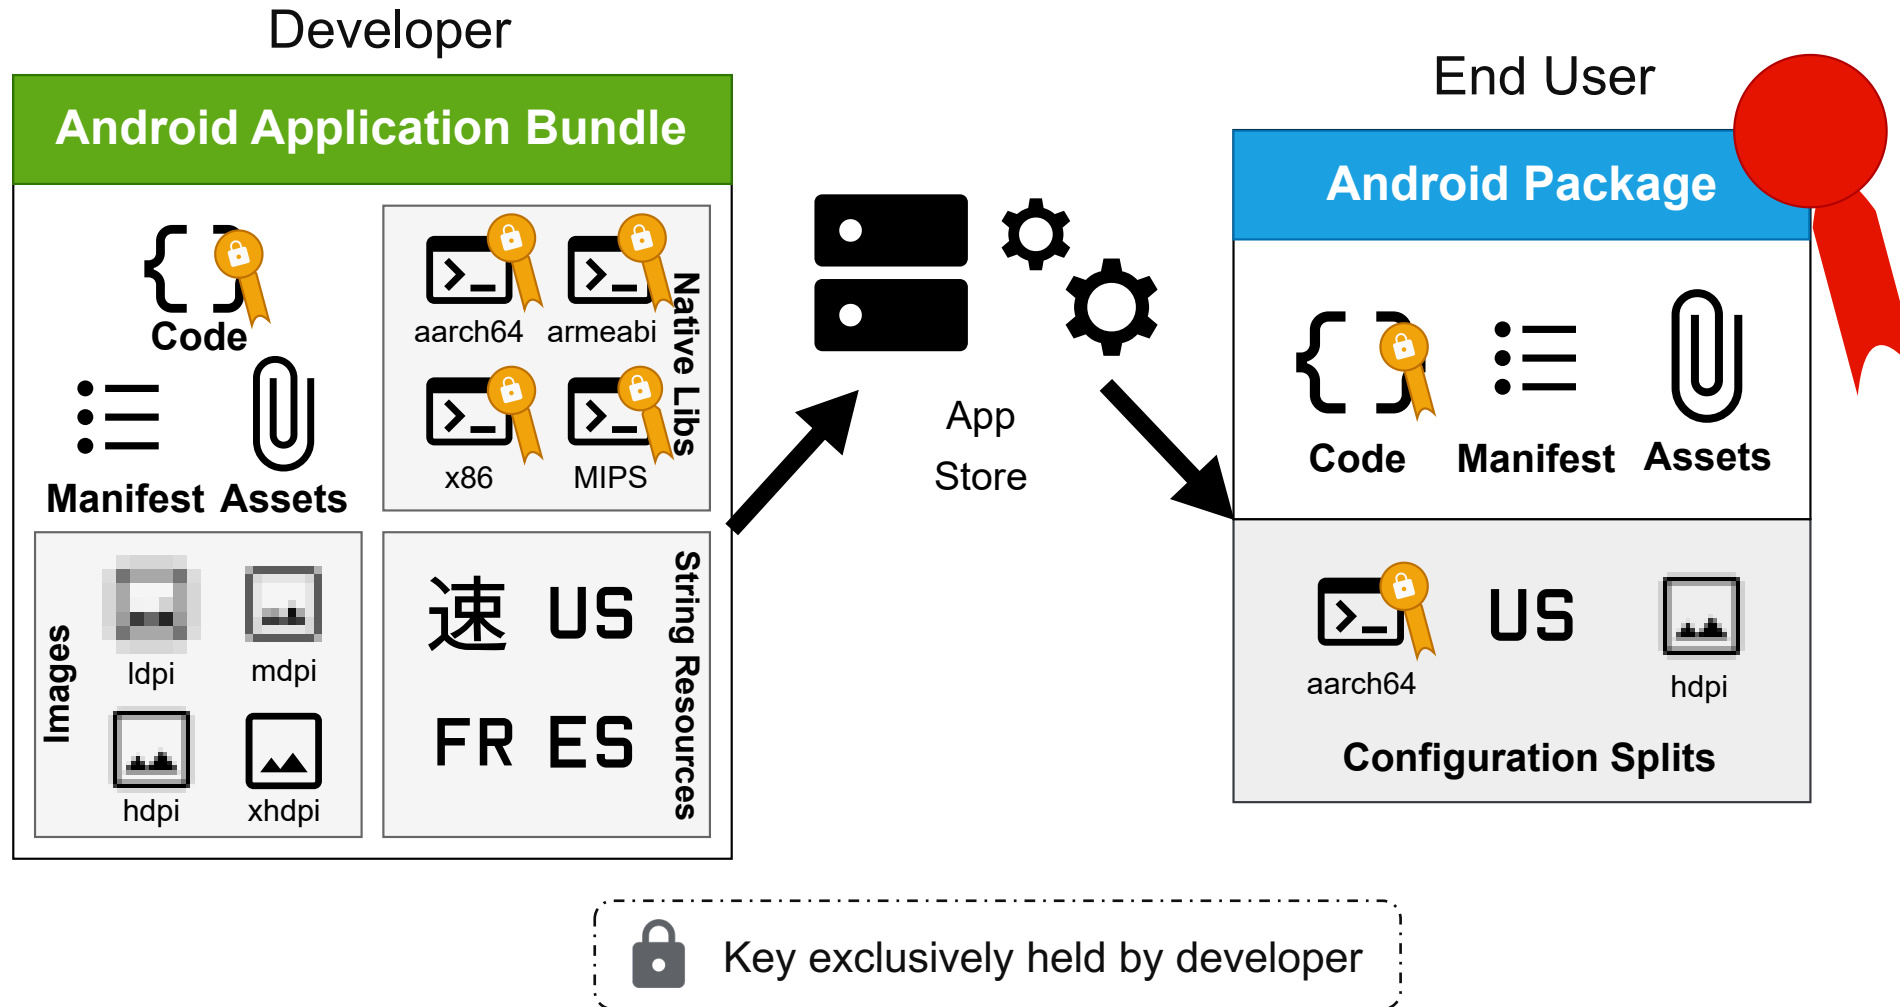 Developer
Android Application Bundle
Code
Manifest Assets
aarch64 armeabi
x86 MIPS
Native Libs
Images
ldpi mdpi
hdpi xhdpi
速 US
FR ES
String Resources
App
Store
End User
Android Package
Code Manifest Assets
US
aarch64 hdpi
Configuration Splits
Key exclusively held by developer